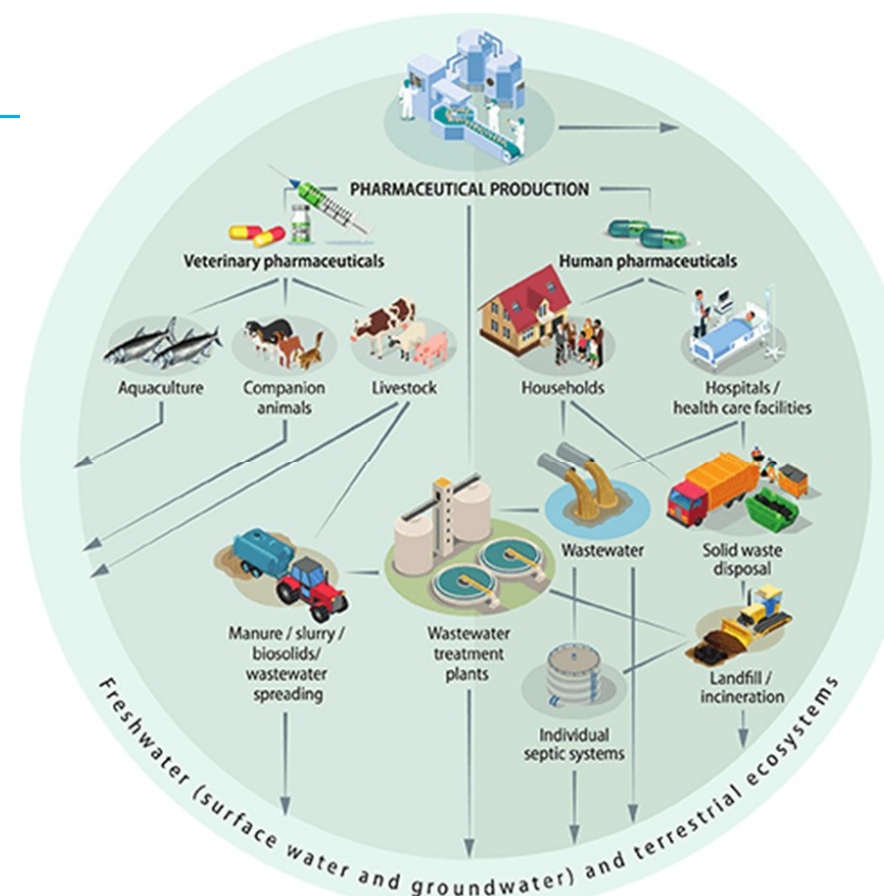 PHARMACEUTICAL PRODUCTION
Veterinary pharmaceuticals
Human pharmaceuticals
Aquaculture
Companion
animals
Livestock
Households
Hospitals /
health care facilities
Wastewater
Solid waste
disposal
Manure / slurry /
biosolids/
wastewater
spreading
Wastewater
treatment
plants
Landfill /
incineration
Individual
septic systems
Freshwater (surface water and groundwater) and terrestrial ecosystems